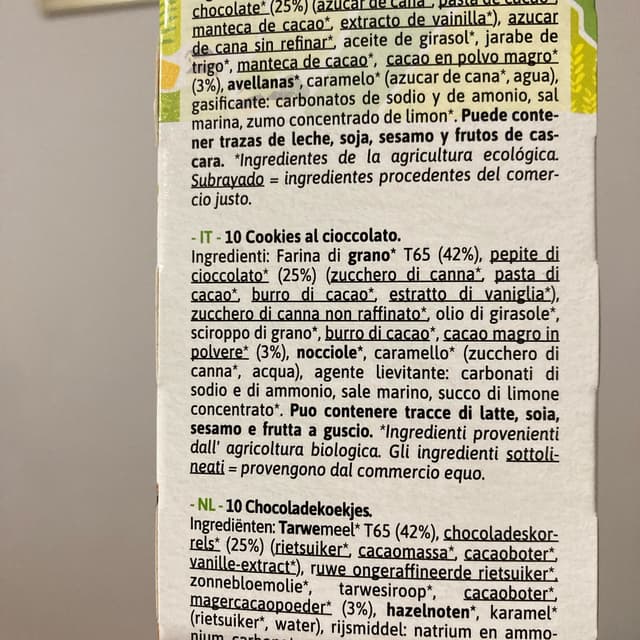 chocolate* (25%) (azúcar de caña*, pasta de cacao*,
manteca de cacao*, extracto de vainilla*), azucar
de cana sin refinar*, aceite de girasol*, jarabe de
trigo*, manteca de cacao*, cacao en polvo magro*
(3%), avellanas*, caramelo* (azucar de cana*, agua),
gasificante: carbonatos de sodio y de amonio, sal
marina, zumo concentrado de limon*. Puede conte-
ner trazas de leche, soja, sesamo y frutos de cas-
cara. *Ingredientes de la agricultura ecológica.
Subrayado = ingredientes procedentes del comer-
cio justo.
- IT - 10 Cookies al cioccolato.
Ingredienti: Farina di grano* T65 (42%), pepite di
cioccolato* (25%) (zucchero di canna*, pasta di
cacao*, burro di cacao*, estratto di vaniglia*),
zucchero di canna non raffinato*, olio di girasole*,
sciroppo di grano*, burro di cacao*, cacao magro in
polvere* (3%), nocciole*, caramello* (zucchero di
canna*, acqua), agente lievitante: carbonati di
sodio e di ammonio, sale marino, succo di limone
concentrato*. Puo contenere tracce di latte, soia,
sesamo e frutta a guscio. *Ingredienti provenienti
dall' agricoltura biologica. Gli ingredienti sottoli-
neati = provengono dal commercio equo.
- NL - 10 Chocoladekoekjes.
Ingrediënten: Tarwemeel* T65 (42%), chocoladeskor-
rels* (25%) (rietsuiker*, cacaomassa*, cacaoboter*,
vanille-extract*), ruwe ongeraffineerde rietsuiker*,
zonnebloemolie*, tarwesiroop*, cacaoboter*,
magercacaopoeder* (3%), hazelnoten*, karamel*
(rietsuiker*, water), rijsmiddel: natrium en ammo-